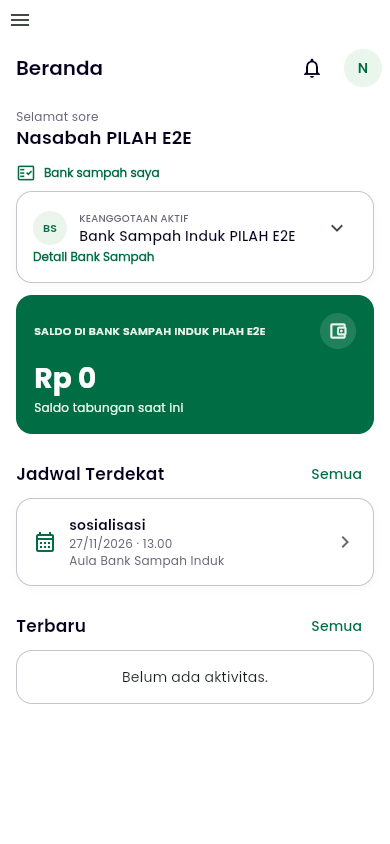 Beranda
N
Selamat sore
Nasabah PILAH E2E
Bank sampah saya
BS
KEANGGOTAAN AKTIF
Bank Sampah Induk PILAH E2E
Detail Bank Sampah
SALDO DI BANK SAMPAH INDUK PILAH E2E
Rp 0
Saldo tabungan saat ini
Jadwal Terdekat
Semua
sosialisasi
27/11/2026 · 13.00
Aula Bank Sampah Induk
Terbaru
Semua
Belum ada aktivitas.